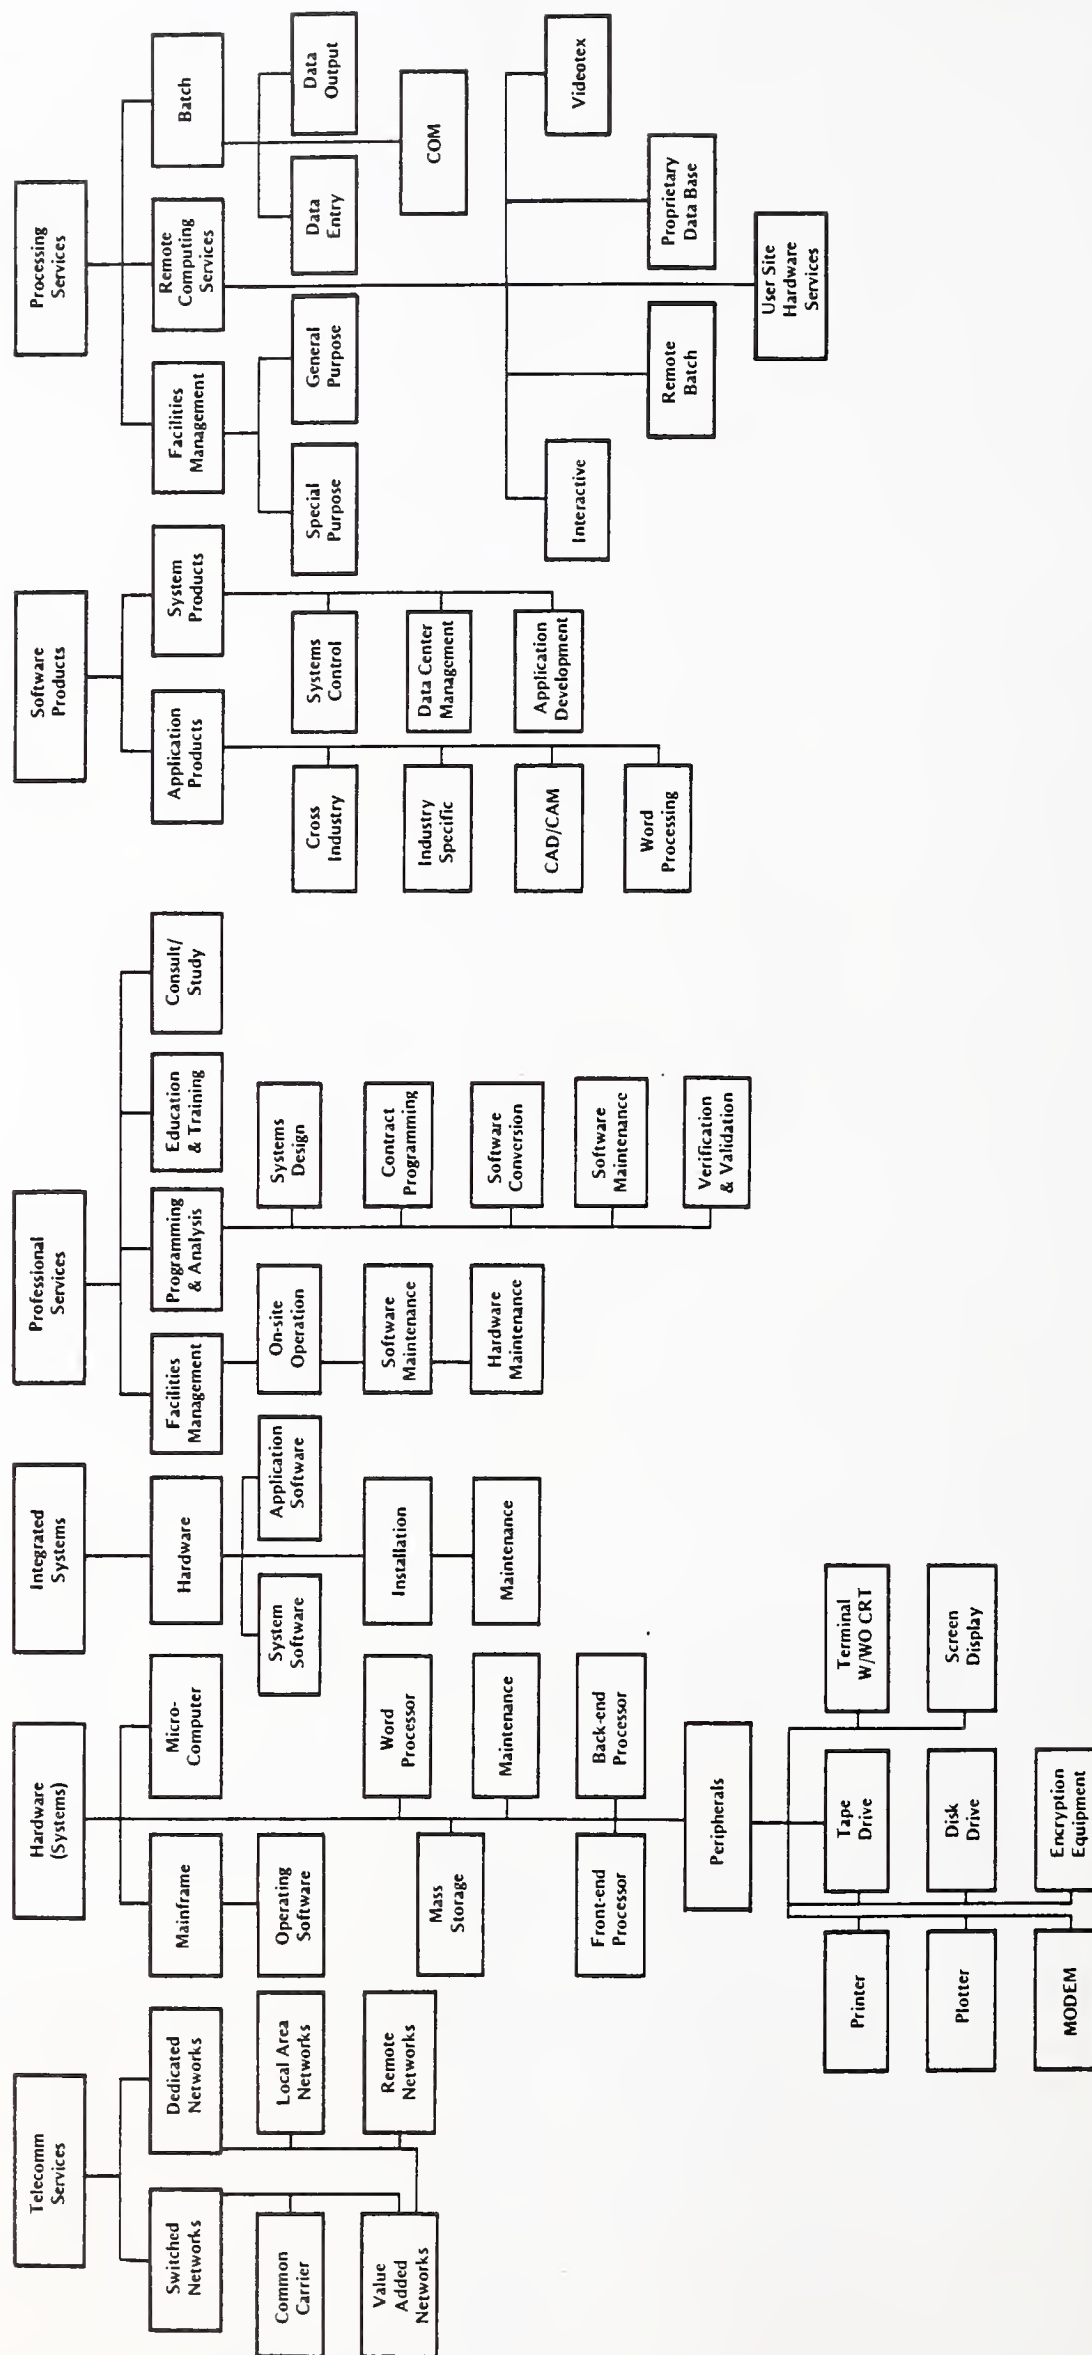 Telecomm
Services
Switched
Networks
Dedicated
Networks
Common
Carrier
Local Area
Networks
Value
Added
Networks
Remote
Networks
Hardware
(Systems)
Mainframe
Micro-
Computer
Operating
Software
Word
Processor
Mass
Storage
Maintenance
Front-end
Processor
Back-end
Processor
Peripherals
Printer
Tape
Drive
Terminal
W/WO CRT
Plotter
Disk
Drive
Screen
Display
MODEM
Encryption
Equipment
Integrated
Systems
Hardware
System
Software
Application
Software
Installation
Maintenance
Professional
Services
Facilities
Management
Programming
& Analysis
Education
& Training
Consult/
Study
On-site
Operation
Software
Maintenance
Hardware
Maintenance
Systems
Design
Contract
Programming
Software
Conversion
Software
Maintenance
Verification
& Validation
Software
Products
Application
Products
System
Products
Cross
Industry
Industry
Specific
CAD/CAM
Word
Processing
Systems
Control
Data Center
Management
Application
Development
Processing
Services
Facilities
Management
Remote
Computing
Services
Batch
Special
Purpose
General
Purpose
Data
Entry
Data
Output
COM
Interactive
Remote
Batch
Proprietary
Data Base
Videotex
User Site
Hardware
Services